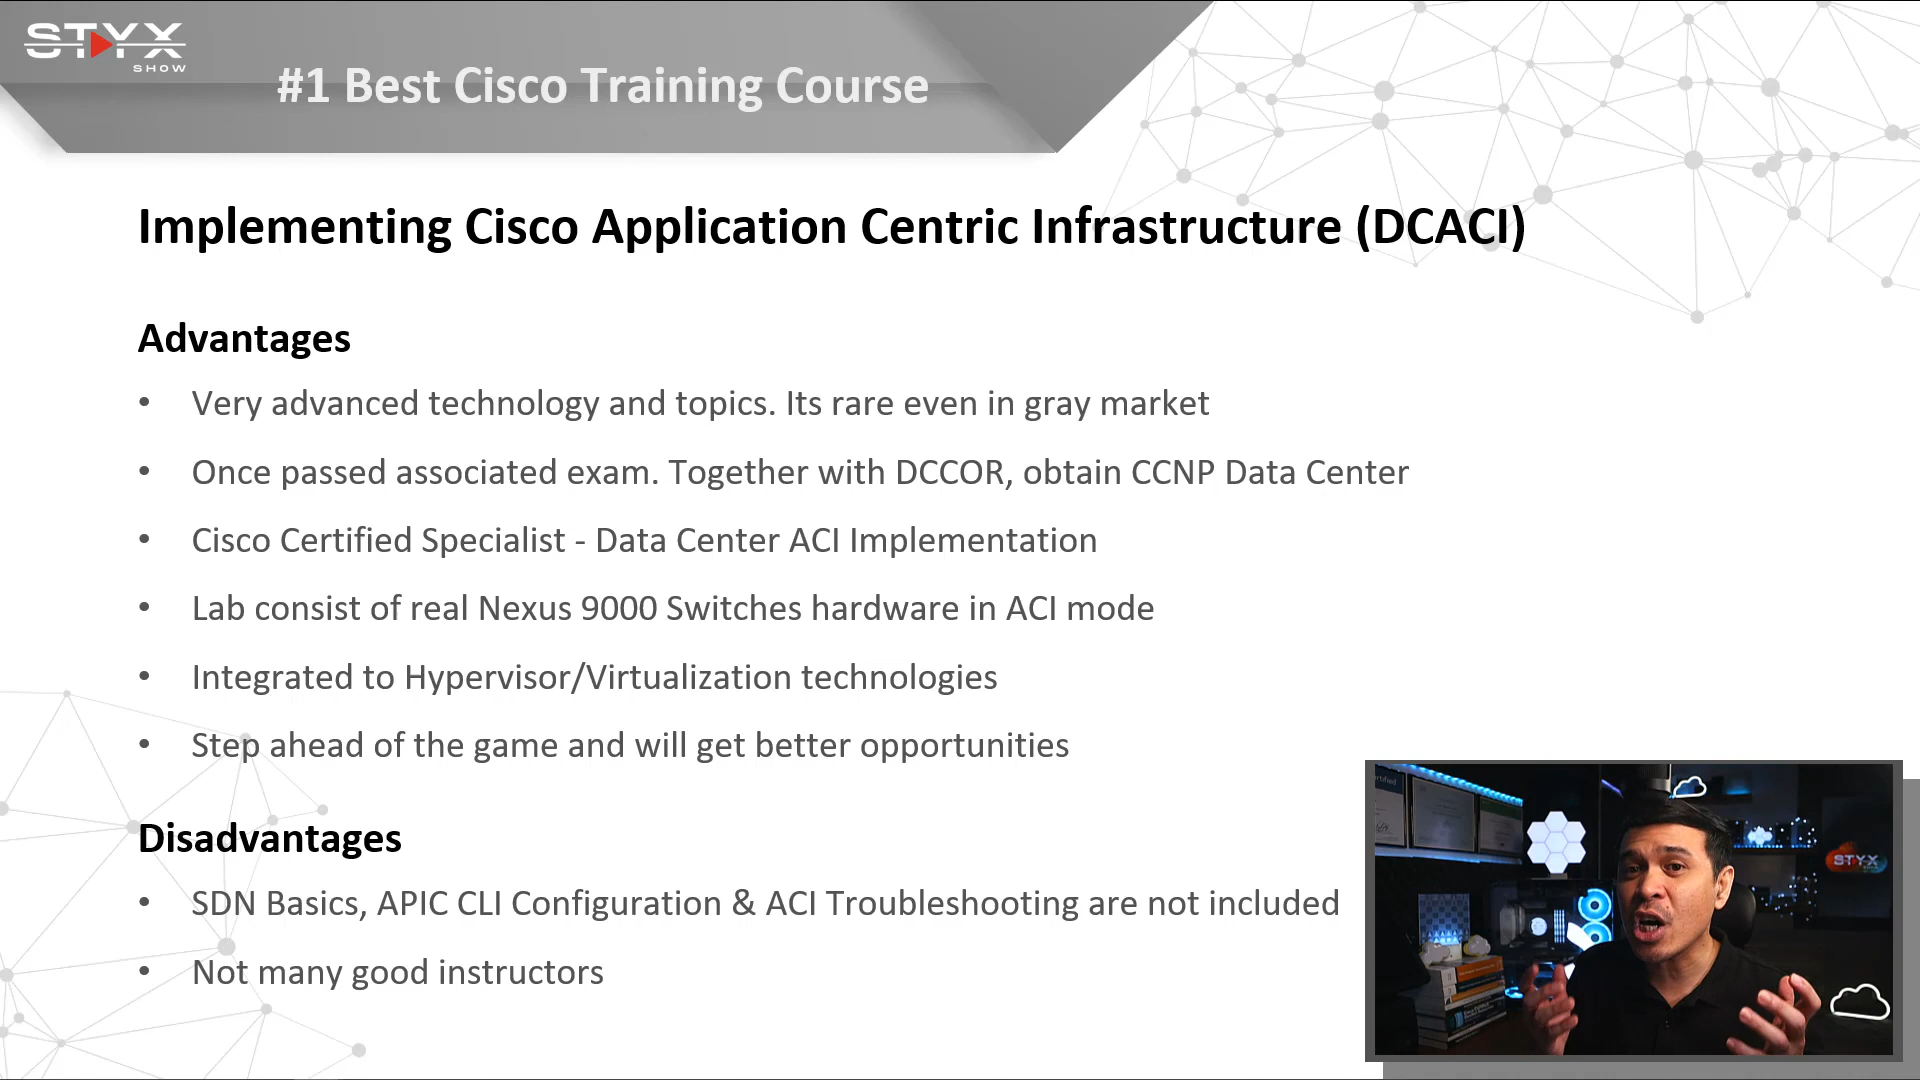 STYX
SHOW
#1 Best Cisco Training Course
Implementing Cisco Application Centric Infrastructure (DCACI)
Advantages
• Very advanced technology and topics. Its rare even in gray market
• Once passed associated exam. Together with DCCOR, obtain CCNP Data Center
• Cisco Certified Specialist - Data Center ACI Implementation
• Lab consist of real Nexus 9000 Switches hardware in ACI mode
• Integrated to Hypervisor/Virtualization technologies
• Step ahead of the game and will get better opportunities
Disadvantages
• SDN Basics, APIC CLI Configuration & ACI Troubleshooting are not included
• Not many good instructors
STYX